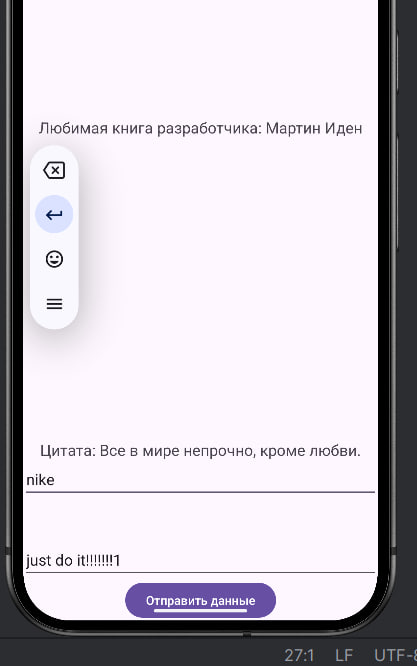 Любимая книга разработчика: Мартин Иден
Цитата: Все в мире непрочно, кроме любви.
nike
just do it!!!!!!!1
Отправить данные
27:1 LF UTF-8